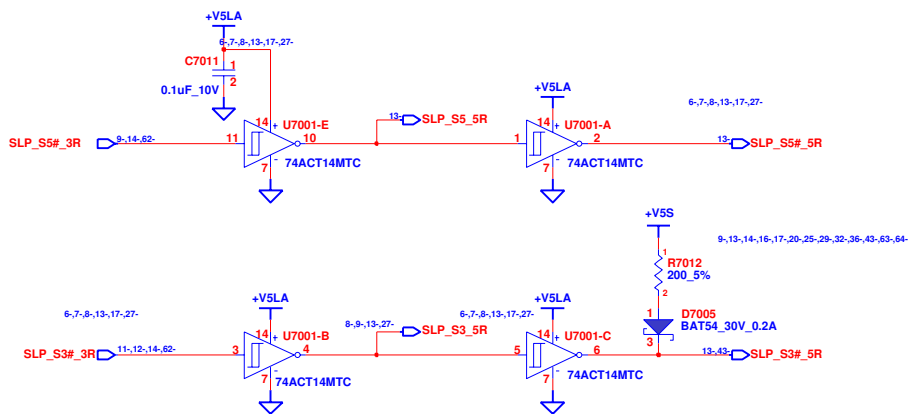 +V5LA
6-,7-,8-,13-,17-,27-
C7011
1
2
0.1uF_10V
+V5LA
6-,7-,8-,13-,17-,27-
14
+
U7001-E
SLP_S5#_3R
9-,14-,62-
11
10
-
7
74ACT14MTC
13-
SLP_S5_5R
14
+
U7001-A
1
2
-
7
74ACT14MTC
13-
SLP_S5#_5R
+V5S
9-,13-,14-,16-,17-,20-,25-,29-,32-,36-,43-,63-,64-
1
R7012
200_5%
2
+V5LA
6-,7-,8-,13-,17-,27-
14
+
U7001-B
SLP_S3#_3R
11-,12-,14-,62-
3
4
-
7
74ACT14MTC
8-,9-,13-,27-
SLP_S3_5R
+V5LA
6-,7-,8-,13-,17-,27-
14
+
U7001-C
5
6
-
7
74ACT14MTC
1
D7005
BAT54_30V_0.2A
3
13-,43-
SLP_S3#_5R